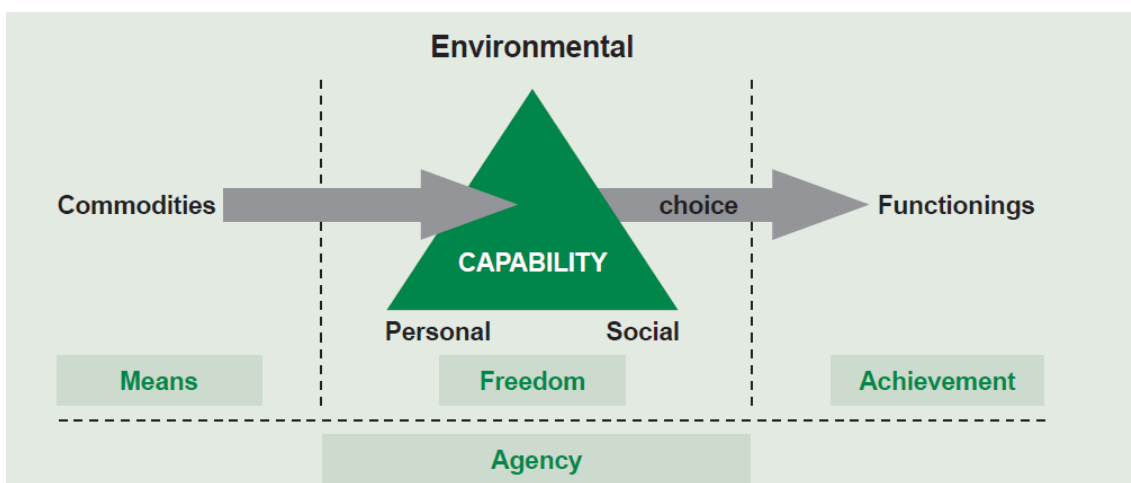 Environmental
Commodities
choice
Functionings
CAPABILITY
Personal
Social
Means
Freedom
Achievement
Agency